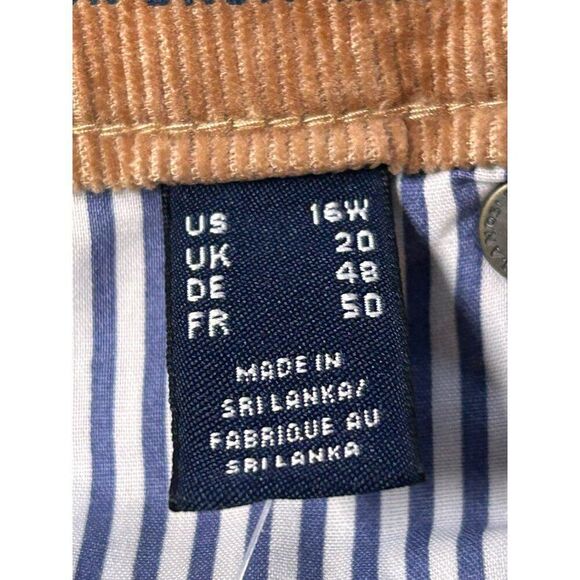 US 16W
UK 20
DE 48
FR 50
MADE IN
SRI LANKA/
FABRIQUE AU
SRI LANKA